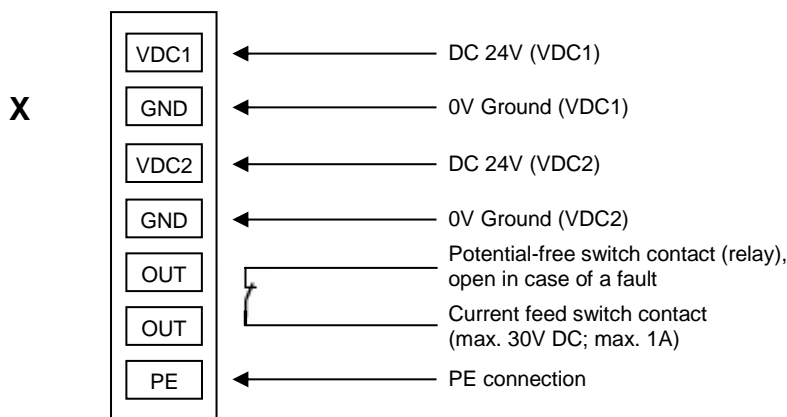 VDC1 DC 24V (VDC1)
X GND 0V Ground (VDC1)
VDC2 DC 24V (VDC2)
GND 0V Ground (VDC2)
OUT Potential-free switch contact (relay),
open in case of a fault
OUT Current feed switch contact
(max. 30V DC; max. 1A)
PE PE connection